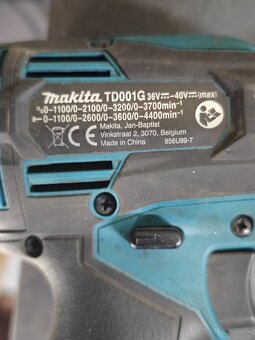 makita TD001G 36V⎓-40V⎓(max)
0-1100/0-2100/0-3200/0-3700min⁻¹
0-1100/0-2600/0-3600/0-4400min⁻¹
Makita, Jan-Baptist
Vinkstraat 2, 3070, Belgium
CE
Made in China 856U99-7